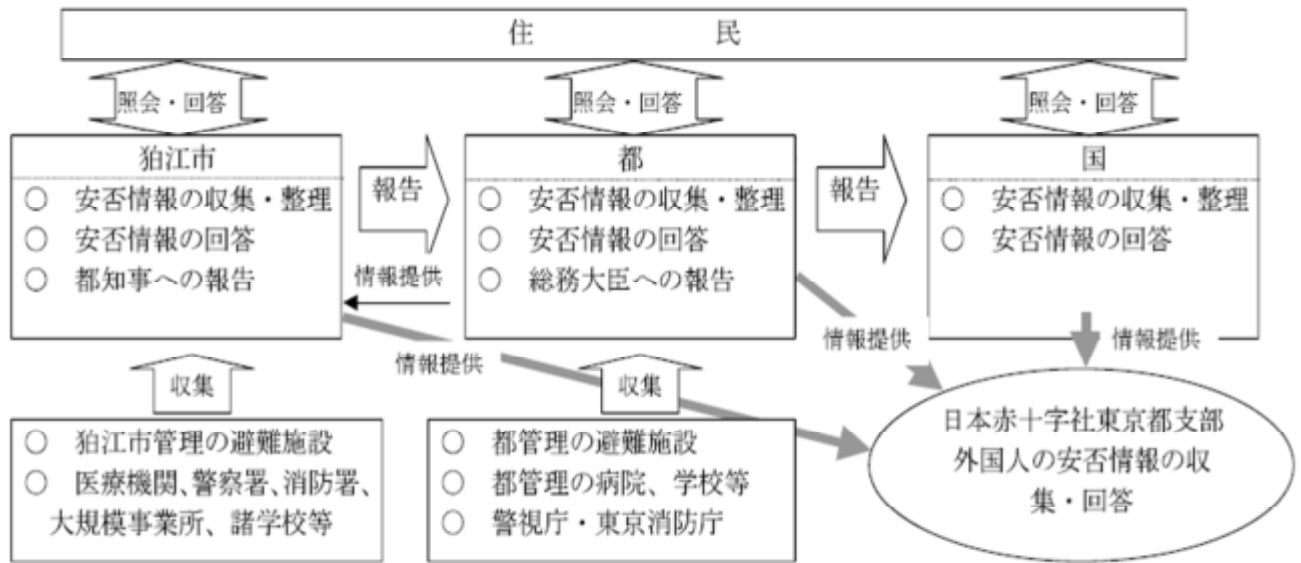 住 民
照会・回答
照会・回答
照会・回答
狛江市
○ 安否情報の収集・整理
○ 安否情報の回答
○ 都知事への報告
報告
情報提供
都
○ 安否情報の収集・整理
○ 安否情報の回答
○ 総務大臣への報告
報告
国
○ 安否情報の収集・整理
○ 安否情報の回答
情報提供
情報提供
情報提供
収集
収集
○ 狛江市管理の避難施設
○ 医療機関、警察署、消防署、
大規模事業所、諸学校等
○ 都管理の避難施設
○ 都管理の病院、学校等
○ 警視庁・東京消防庁
日本赤十字社東京都支部
外国人の安否情報の収
集・回答